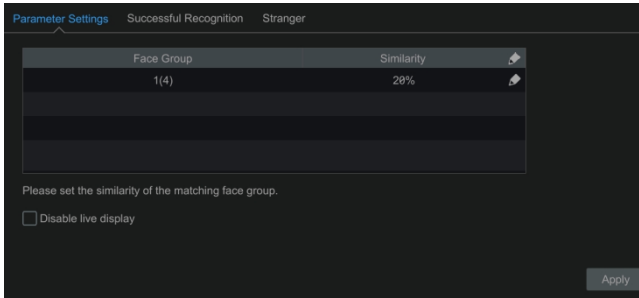 Parameter Settings Successful Recognition Stranger
Face Group Similarity
1(4) 20%
Please set the similarity of the matching face group.
Disable live display
Apply